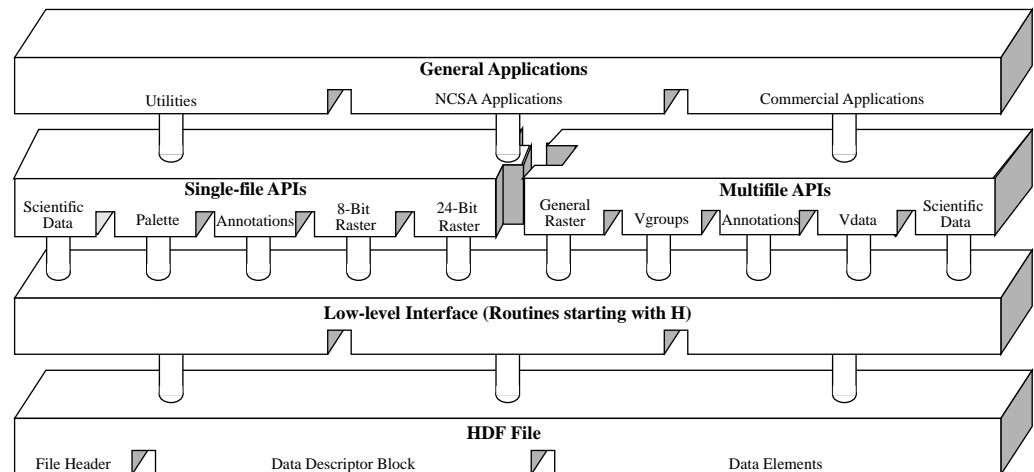 General Applications
Utilities
NCSA Applications
Commercial Applications
Single-file APIs
Scientific
Data
Palette
Annotations
8-Bit
Raster
24-Bit
Raster
Multifile APIs
General
Raster
Vgroups
Annotations
Vdata
Scientific
Data
Low-level Interface (Routines starting with H)
HDF File
File Header
Data Descriptor Block
Data Elements